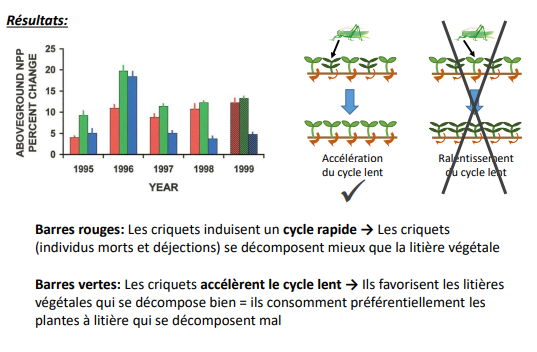 Résultats:
ABOVEGROUND NPP
PERCENT CHANGE
25
20
15
10
5
0
1995 1996 1997 1998 1999
YEAR
Accélération
du cycle lent
Ralentissement
du cycle lent
Barres rouges: Les criquets induisent un cycle rapide → Les criquets
(individus morts et déjections) se décomposent mieux que la litière végétale
Barres vertes: Les criquets accélèrent le cycle lent → Ils favorisent les litières
végétales qui se décompose bien = ils consomment préférentiellement les
plantes à litière qui se décomposent mal